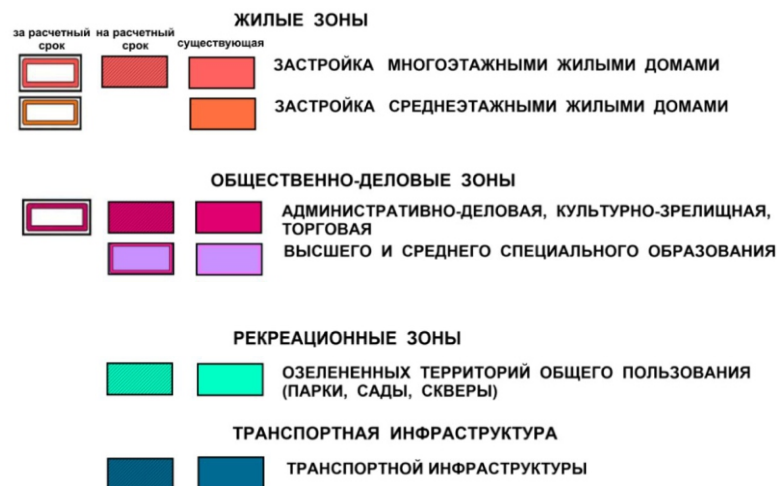 ЖИЛЫЕ ЗОНЫ
за расчетный срок на расчетный срок существующая
ЗАСТРОЙКА МНОГОЭТАЖНЫМИ ЖИЛЫМИ ДОМАМИ
ЗАСТРОЙКА СРЕДНЕЭТАЖНЫМИ ЖИЛЫМИ ДОМАМИ
ОБЩЕСТВЕННО-ДЕЛОВЫЕ ЗОНЫ
АДМИНИСТРАТИВНО-ДЕЛОВАЯ, КУЛЬТУРНО-ЗРЕЛИЩНАЯ,
ТОРГОВАЯ
ВЫСШЕГО И СРЕДНЕГО СПЕЦИАЛЬНОГО ОБРАЗОВАНИЯ
РЕКРЕАЦИОННЫЕ ЗОНЫ
ОЗЕЛЕНЕННЫХ ТЕРРИТОРИЙ ОБЩЕГО ПОЛЬЗОВАНИЯ
(ПАРКИ, САДЫ, СКВЕРЫ)
ТРАНСПОРТНАЯ ИНФРАСТРУКТУРА
ТРАНСПОРТНОЙ ИНФРАСТРУКТУРЫ